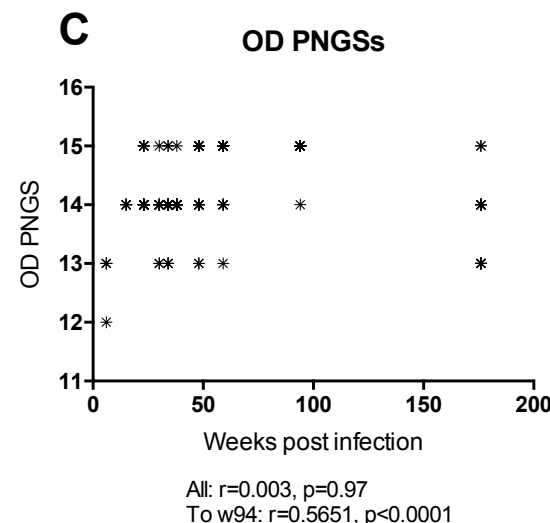 C
OD PNGSs
16
15
14
13
12
11
OD PNGS
0 50 100 150 200
Weeks post infection
All: r=0.003, p=0.97
To w94: r=0.5651, p<0.0001